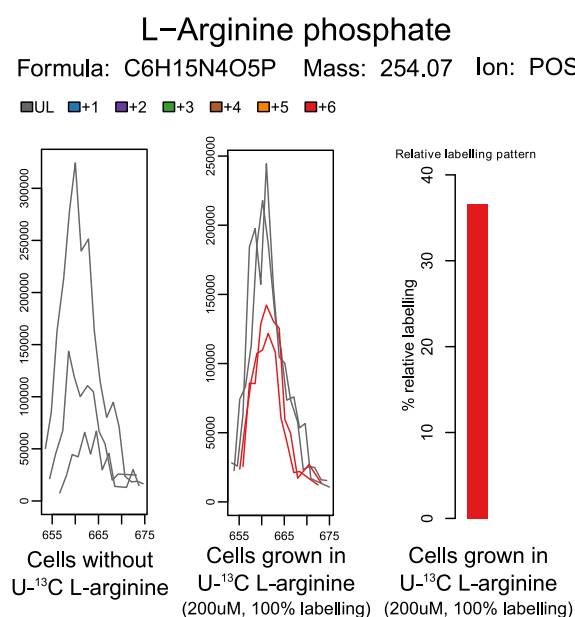 L−Arginine phosphate
Formula: C6H15N4O5P Mass: 254.07 Ion: POS
UL +1 +2 +3 +4 +5 +6
0 50000 100000 150000 200000 250000 300000
655 665 675
Cells without
U-¹³C L-arginine
0 50000 100000 150000 200000 250000
655 665 675
Cells grown in
U-¹³C L-arginine
(200uM, 100% labelling)
Relative labelling pattern
% relative labelling
0 10 20 30 40
Cells grown in
U-¹³C L-arginine
(200uM, 100% labelling)